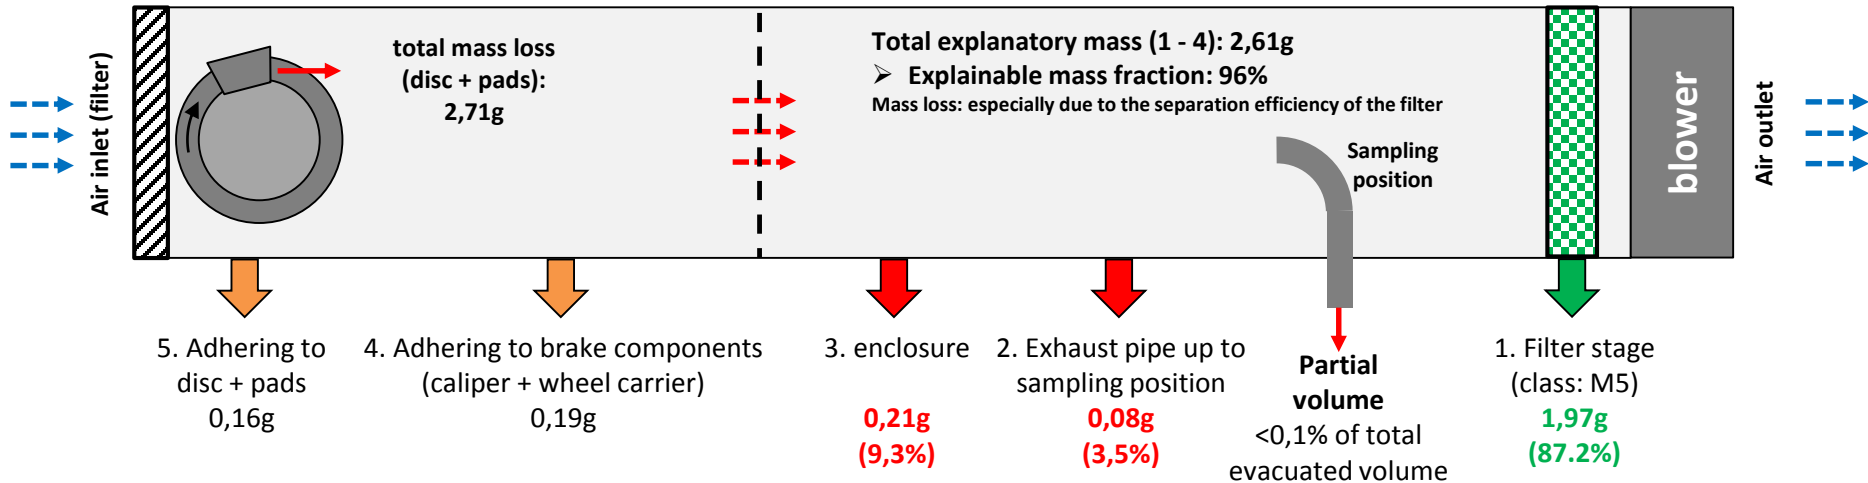 Air inlet (filter)
total mass loss
(disc + pads):
2,71g
Total explanatory mass (1 - 4): 2,61g
➢ Explainable mass fraction: 96%
Mass loss: especially due to the separation efficiency of the filter
Sampling
position
blower
Air outlet
5. Adhering to
disc + pads
0,16g
4. Adhering to brake components
(caliper + wheel carrier)
0,19g
3. enclosure
0,21g
(9,3%)
2. Exhaust pipe up to
sampling position
0,08g
(3,5%)
Partial
volume
<0,1% of total
evacuated volume
1. Filter stage
(class: M5)
1,97g
(87.2%)